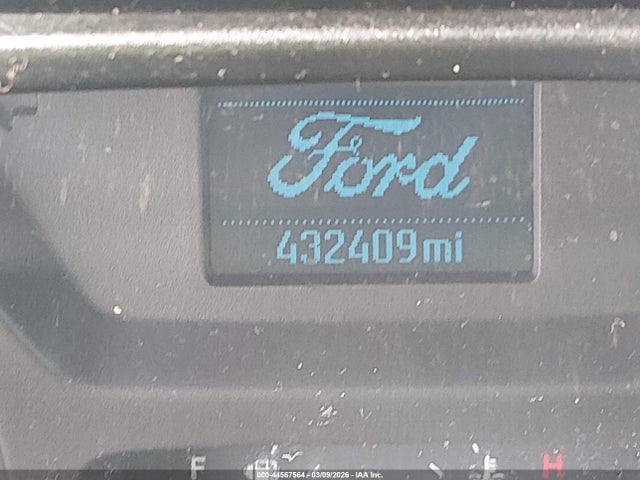 Ford
432409mi
F H
000-44567564 - 03/09/2026 - IAA Inc.